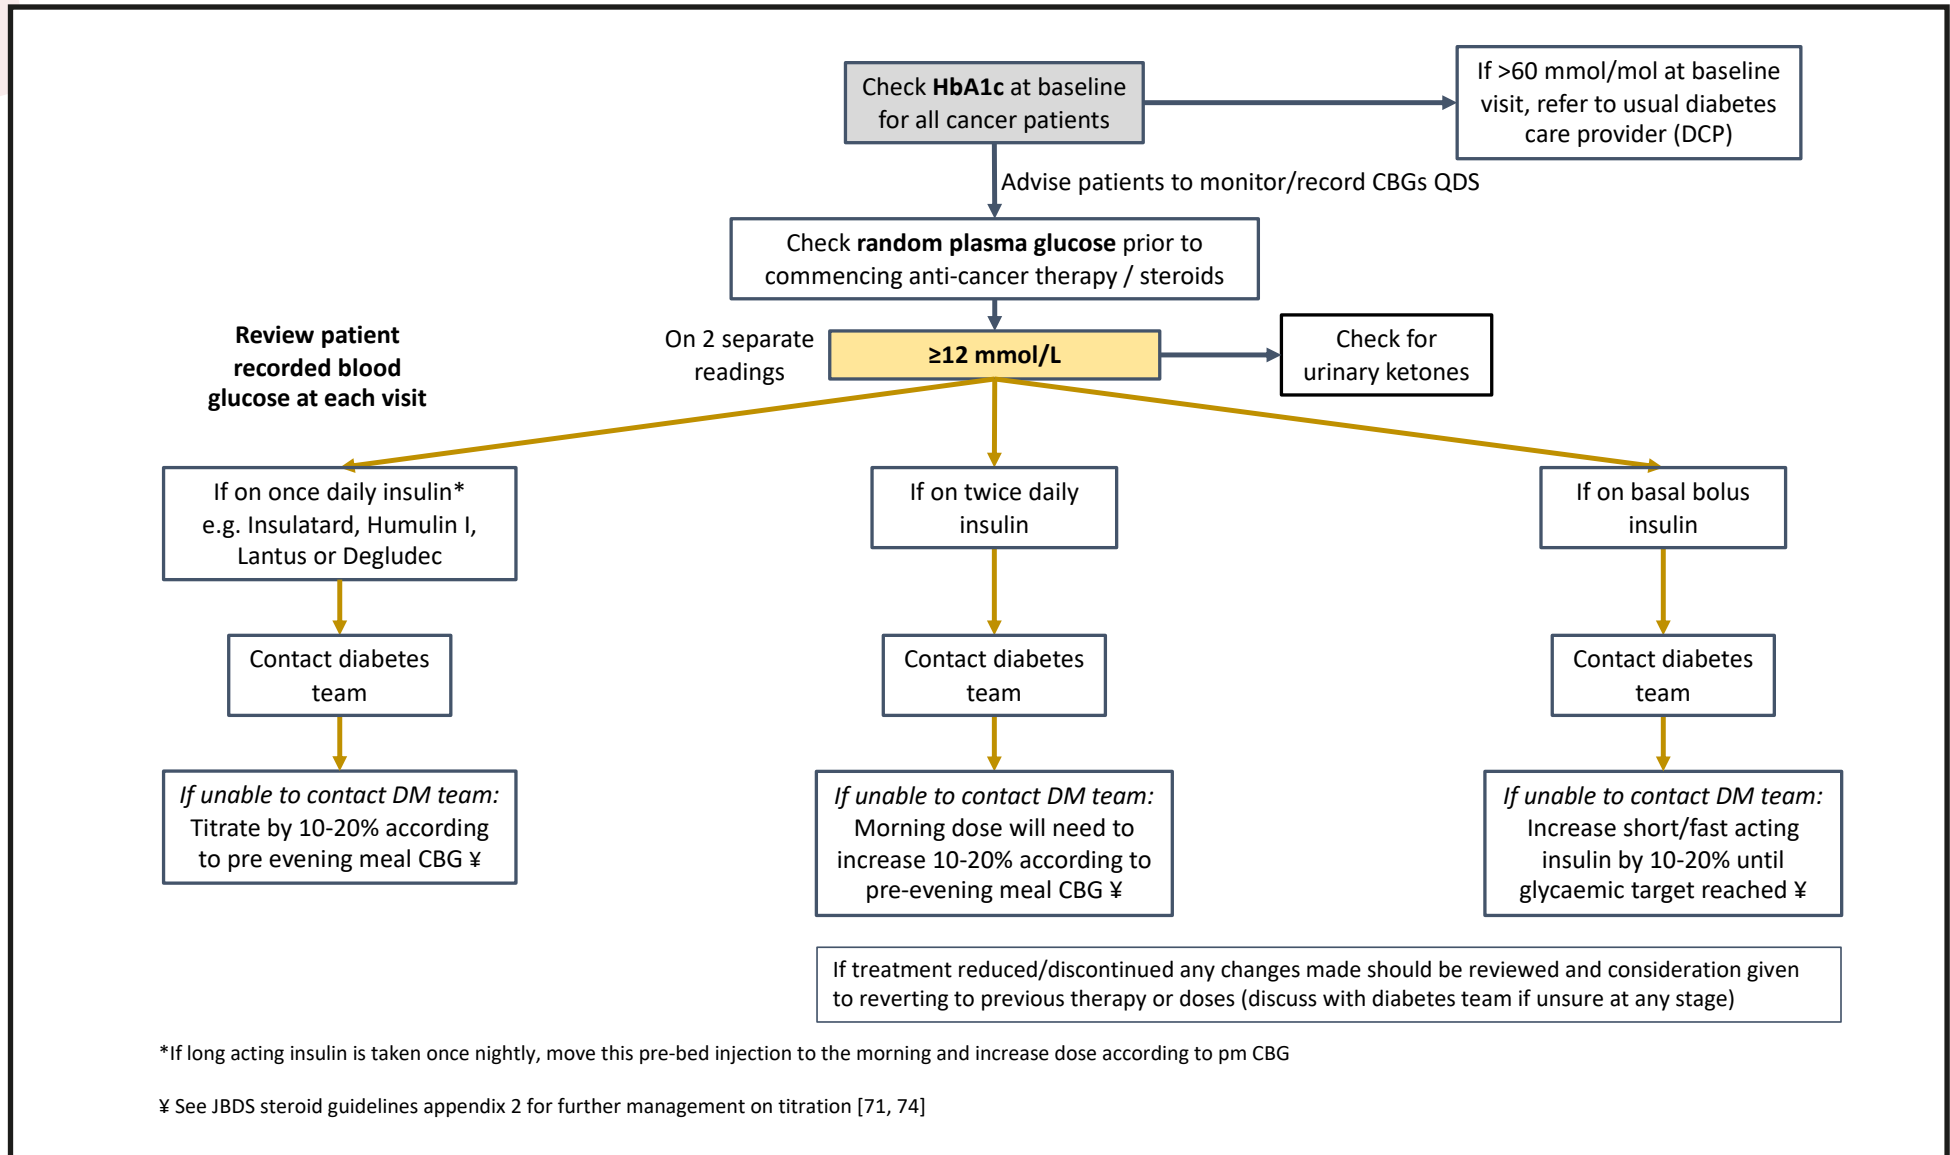 Check HbA1c at baseline
for all cancer patients
If >60 mmol/mol at baseline
visit, refer to usual diabetes
care provider (DCP)
Advise patients to monitor/record CBGs QDS
Check random plasma glucose prior to
commencing anti-cancer therapy / steroids
Review patient
recorded blood
glucose at each visit
On 2 separate
readings
≥12 mmol/L
Check for
urinary ketones
If on once daily insulin*
e.g. Insulatard, Humulin I,
Lantus or Degludec
If on twice daily
insulin
If on basal bolus
insulin
Contact diabetes
team
Contact diabetes
team
Contact diabetes
team
If unable to contact DM team:
Titrate by 10-20% according
to pre evening meal CBG ¥
If unable to contact DM team:
Morning dose will need to
increase 10-20% according to
pre-evening meal CBG ¥
If unable to contact DM team:
Increase short/fast acting
insulin by 10-20% until
glycaemic target reached ¥
If treatment reduced/discontinued any changes made should be reviewed and consideration given
to reverting to previous therapy or doses (discuss with diabetes team if unsure at any stage)
*If long acting insulin is taken once nightly, move this pre-bed injection to the morning and increase dose according to pm CBG
¥ See JBDS steroid guidelines appendix 2 for further management on titration [71, 74]